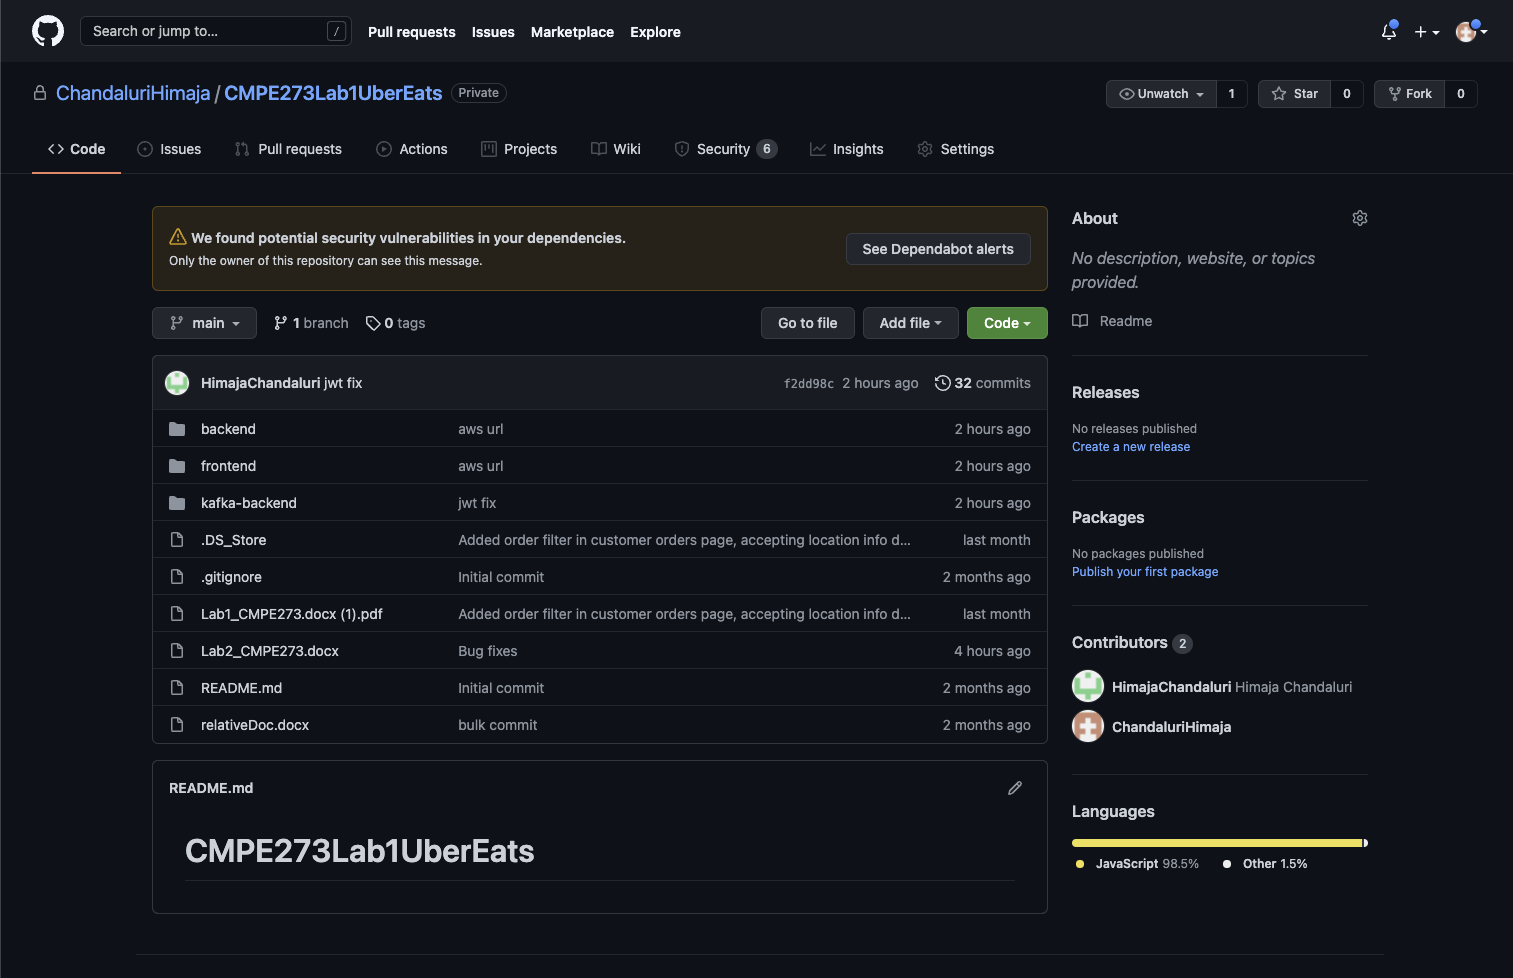 Search or jump to... /
Pull requests Issues Marketplace Explore
ChandaluriHimaja / CMPE273Lab1UberEats Private
Unwatch 1 Star 0 Fork 0
Code Issues Pull requests Actions Projects Wiki Security 6 Insights Settings
We found potential security vulnerabilities in your dependencies.
Only the owner of this repository can see this message.
See Dependabot alerts
main 1 branch 0 tags Go to file Add file Code
HimajaChandaluri jwt fix f2dd98c 2 hours ago 32 commits
backend aws url 2 hours ago
frontend aws url 2 hours ago
kafka-backend jwt fix 2 hours ago
.DS_Store Added order filter in customer orders page, accepting location info d... last month
.gitignore Initial commit 2 months ago
Lab1_CMPE273.docx (1).pdf Added order filter in customer orders page, accepting location info d... last month
Lab2_CMPE273.docx Bug fixes 4 hours ago
README.md Initial commit 2 months ago
relativeDoc.docx bulk commit 2 months ago
README.md
CMPE273Lab1UberEats
About
No description, website, or topics
provided.
Readme
Releases
No releases published
Create a new release
Packages
No packages published
Publish your first package
Contributors 2
HimajaChandaluri Himaja Chandaluri
ChandaluriHimaja
Languages
JavaScript 98.5% Other 1.5%